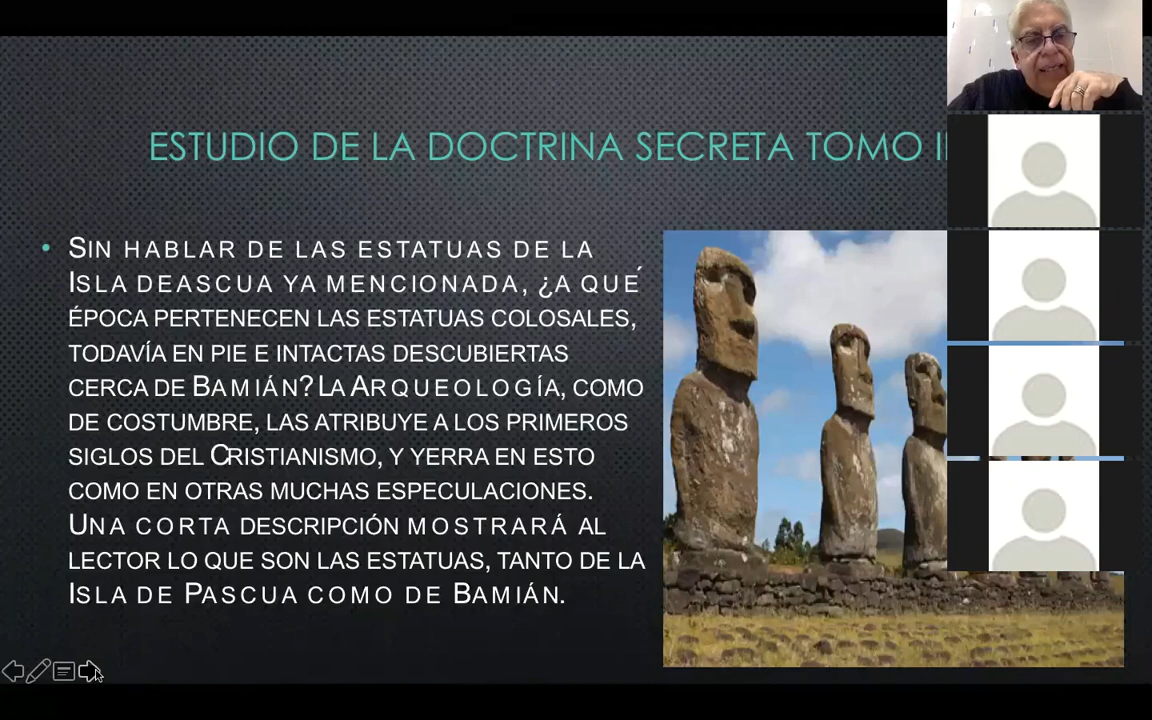 ESTUDIO DE LA DOCTRINA SECRETA TOMO
• SIN HABLAR DE LAS ESTATUAS DE LA
ISLA DEASCUA YA MENCIONADA, ¿A QUÉ
ÉPOCA PERTENECEN LAS ESTATUAS COLOSALES,
TODAVÍA EN PIE E INTACTAS DESCUBIERTAS
CERCA DE BAMIÁN? LA ARQUEOLOGÍA, COMO
DE COSTUMBRE, LAS ATRIBUYE A LOS PRIMEROS
SIGLOS DEL CRISTIANISMO, Y YERRA EN ESTO
COMO EN OTRAS MUCHAS ESPECULACIONES.
UNA CORTA DESCRIPCIÓN MOSTRARÁ AL
LECTOR LO QUE SON LAS ESTATUAS, TANTO DE LA
ISLA DE PASCUA COMO DE BAMIÁN.